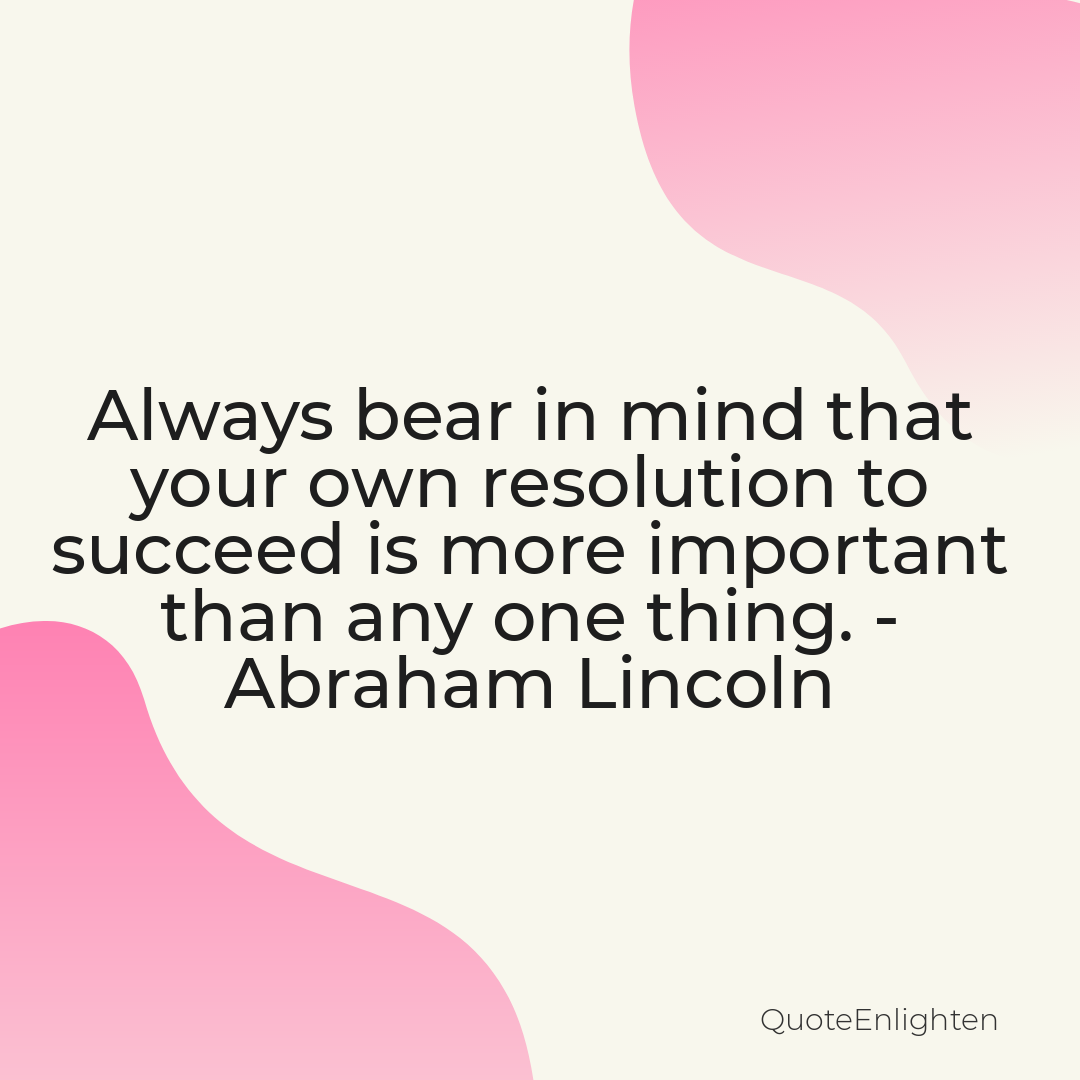 Always bear in mind that
your own resolution to
succeed is more important
than any one thing. -
Abraham Lincoln
QuoteEnlighten